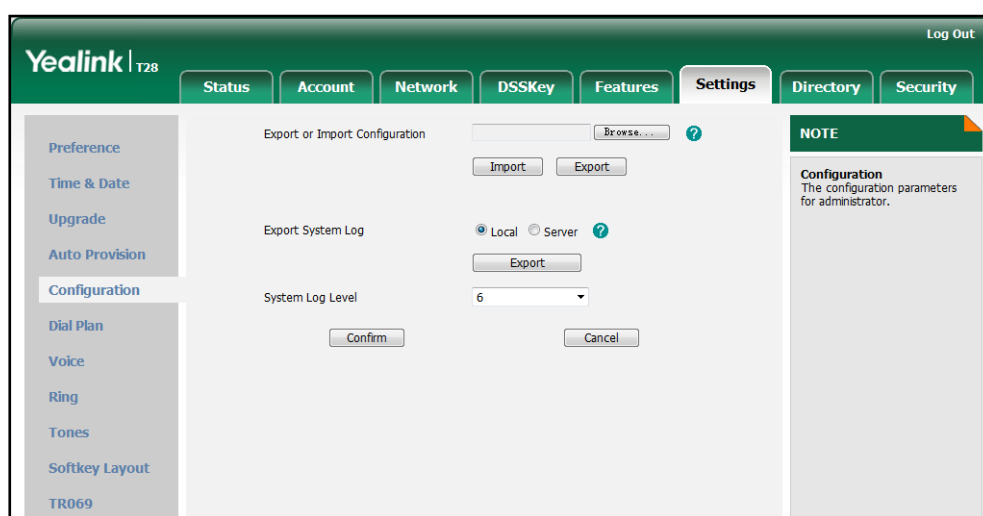 Log Out
Yealink T28
Status Account Network DSSKey Features Settings Directory Security
Preference
Time & Date
Upgrade
Auto Provision
Configuration
Dial Plan
Voice
Ring
Tones
Softkey Layout
TR069
Export or Import Configuration Browse... ?
Import Export
Export System Log Local Server ?
Export
System Log Level 6
Confirm Cancel
NOTE
Configuration
The configuration parameters
for administrator.